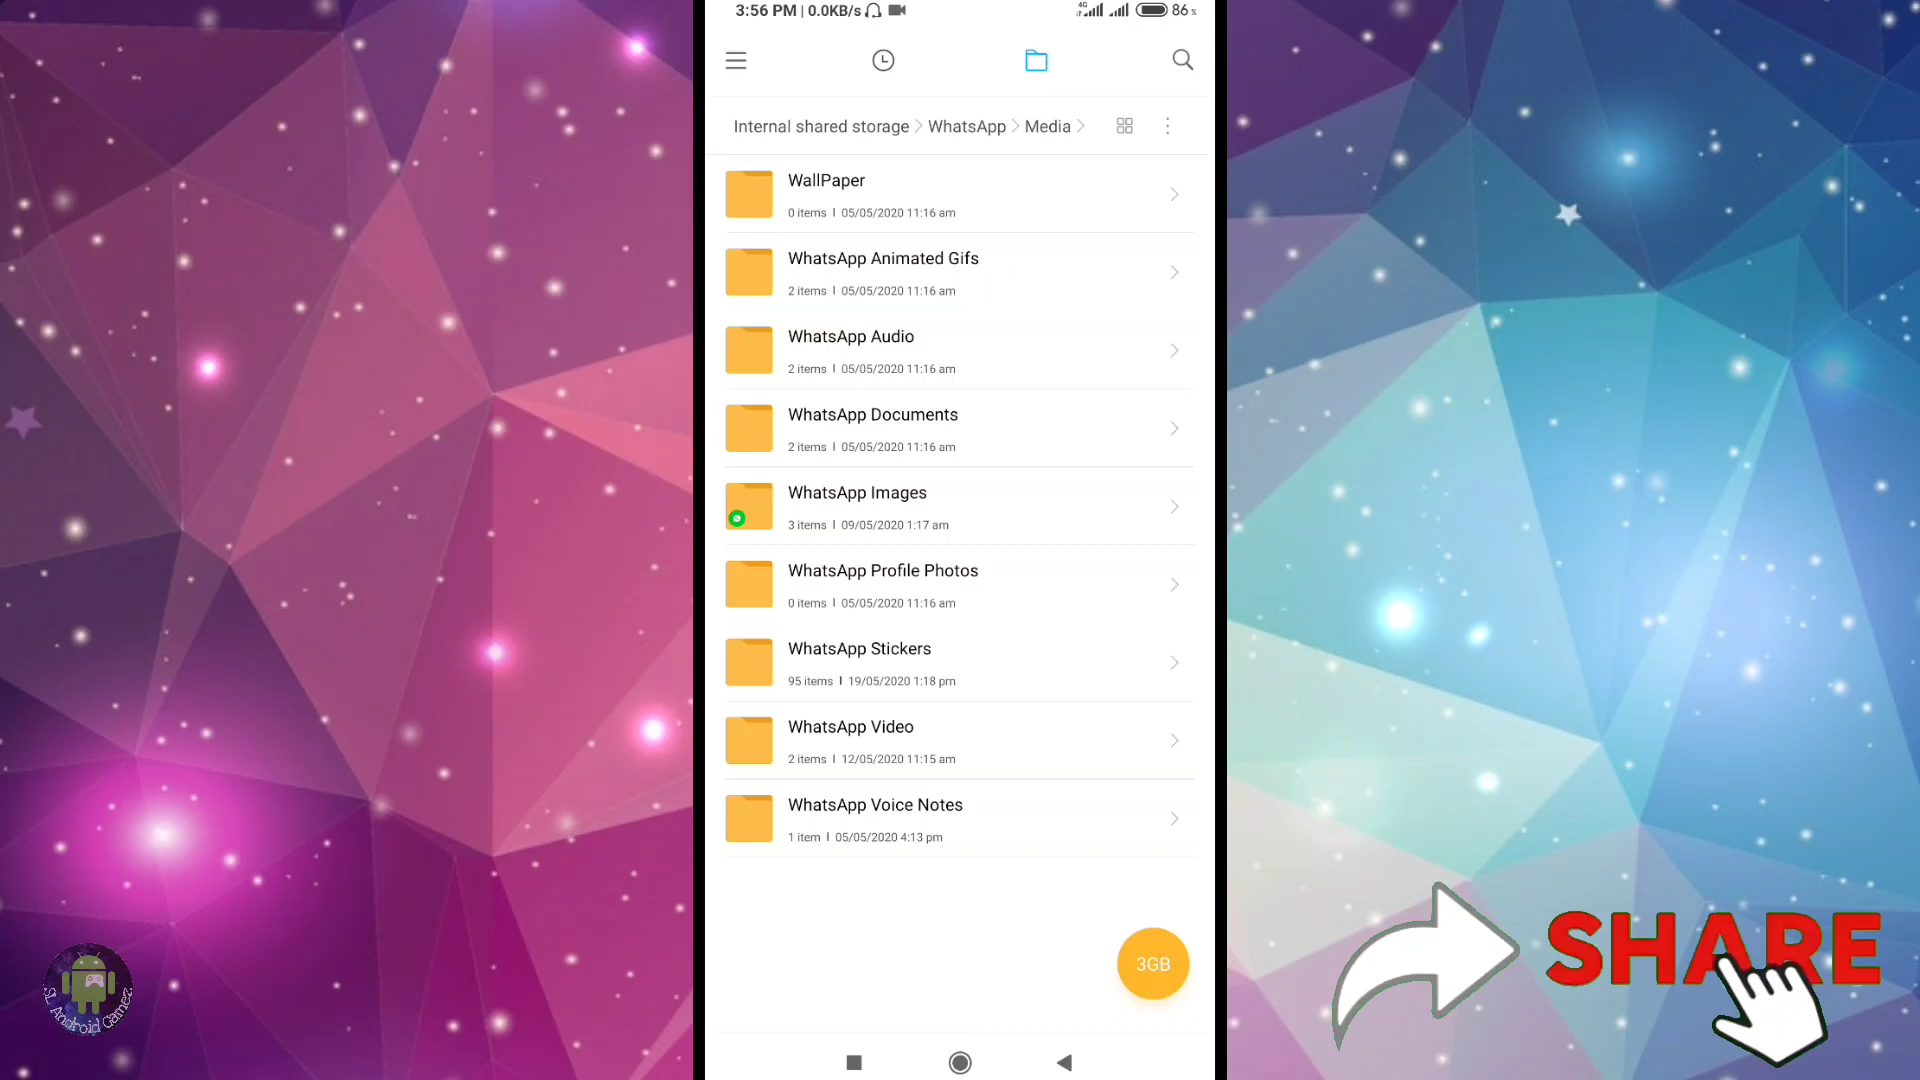 3:56 PM | 0.0KB/s
4G
86%
Internal shared storage > WhatsApp > Media >
WallPaper
0 items | 05/05/2020 11:16 am
WhatsApp Animated Gifs
2 items | 05/05/2020 11:16 am
WhatsApp Audio
2 items | 05/05/2020 11:16 am
WhatsApp Documents
2 items | 05/05/2020 11:16 am
WhatsApp Images
3 items | 09/05/2020 1:17 am
WhatsApp Profile Photos
0 items | 05/05/2020 11:16 am
WhatsApp Stickers
95 items | 19/05/2020 1:18 pm
WhatsApp Video
2 items | 12/05/2020 11:15 am
WhatsApp Voice Notes
1 item | 05/05/2020 4:13 pm
3GB
SHARE
SL Android Gamez